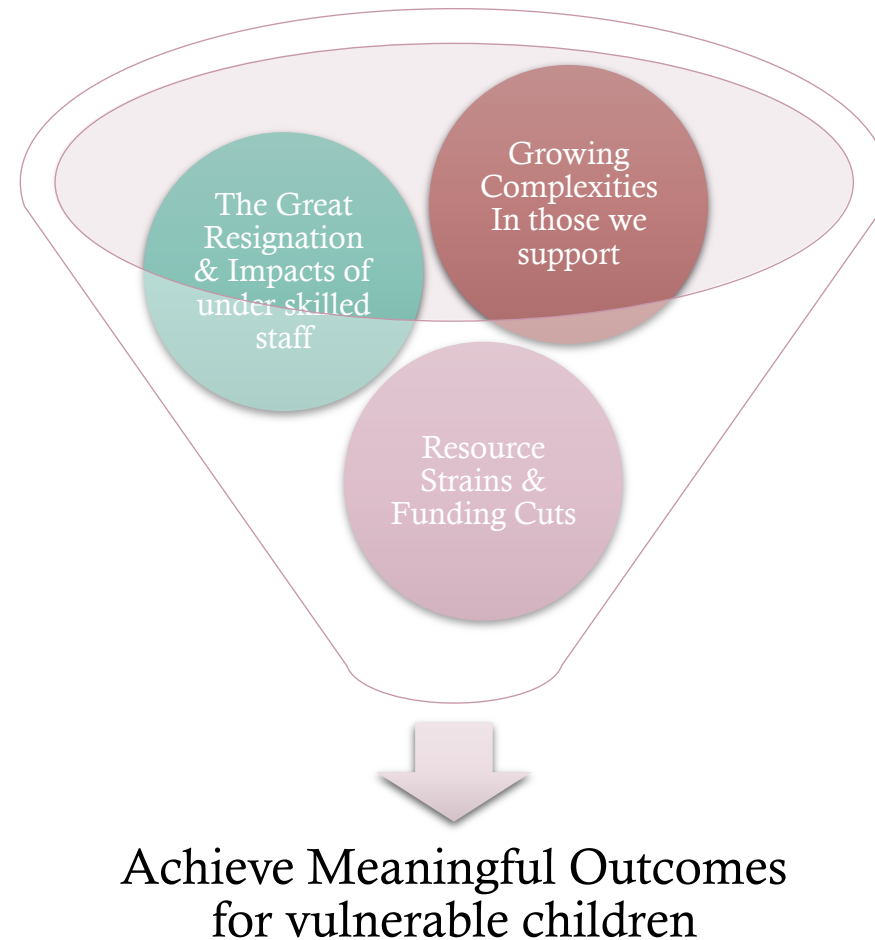 The Great
Resignation
& Impacts of
under skilled
staff
Growing
Complexities
In those we
support
Resource
Strains &
Funding Cuts
Achieve Meaningful Outcomes
for vulnerable children